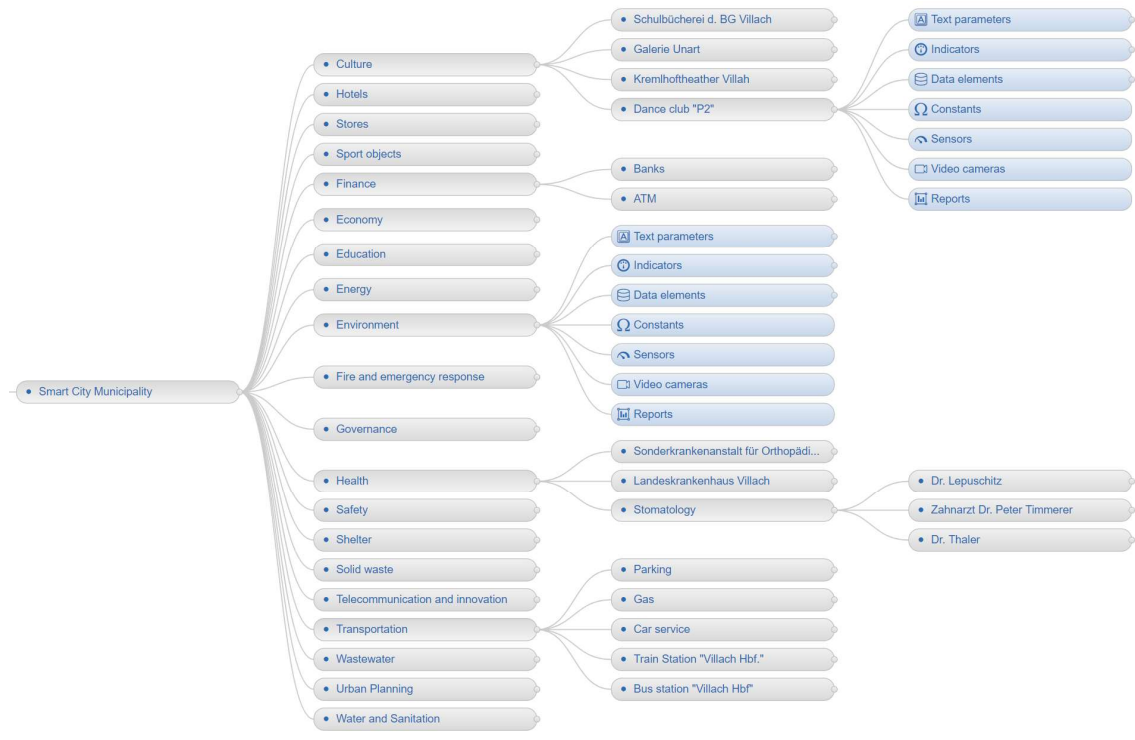 Smart City Municipality
Culture
Hotels
Stores
Sport objects
Finance
Economy
Education
Energy
Environment
Fire and emergency response
Governance
Health
Safety
Shelter
Solid waste
Telecommunication and innovation
Transportation
Wastewater
Urban Planning
Water and Sanitation
Schulbücherei d. BG Villach
Galerie Unart
Kremlhoftheather Villah
Dance club "P2"
Banks
ATM
Text parameters
Indicators
Data elements
Constants
Sensors
Video cameras
Reports
Sonderkrankenanstalt für Orthopädi...
Landeskrankenhaus Villach
Stomatology
Parking
Gas
Car service
Train Station "Villach Hbf."
Bus station "Villach Hbf"
Text parameters
Indicators
Data elements
Constants
Sensors
Video cameras
Reports
Dr. Lepuschitz
Zahnarzt Dr. Peter Timmerer
Dr. Thaler